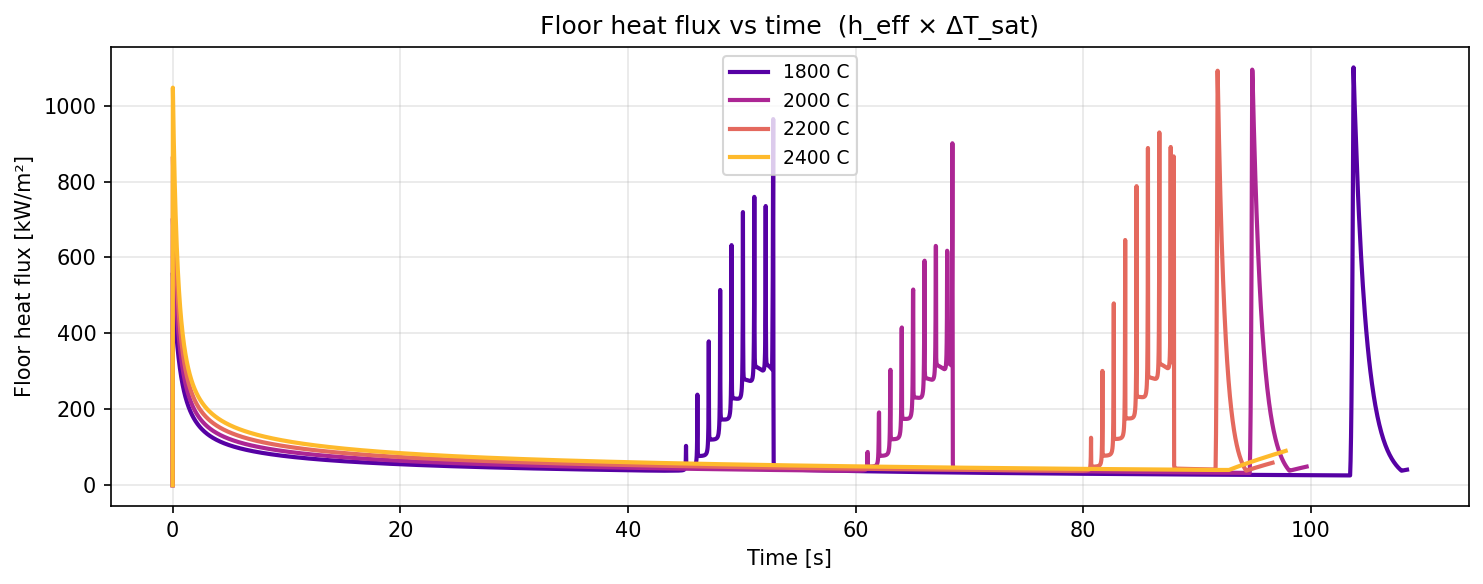 Floor heat flux vs time  (h_eff × ΔT_sat)
1800 C
2000 C
2200 C
2400 C
Floor heat flux [kW/m²]
1000
800
600
400
200
0
0
20
40
60
80
100
Time [s]